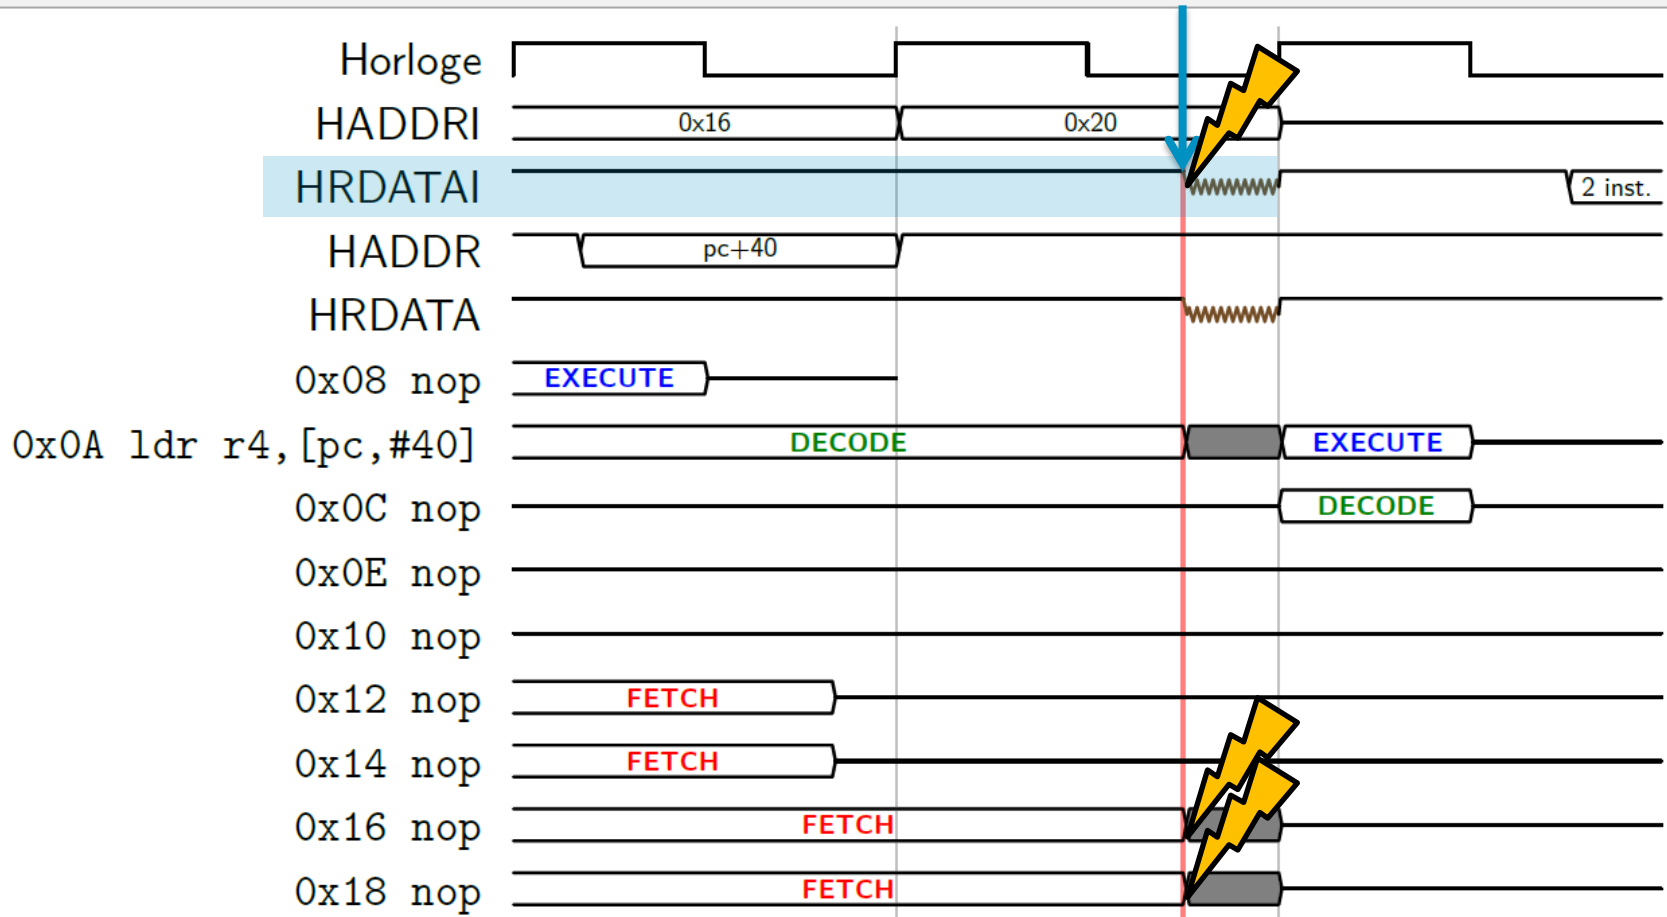 Horloge
HADDRI 0x16 0x20
HRDATAI 2 inst.
HADDR pc+40
HRDATA
0x08 nop EXECUTE
0x0A ldr r4,[pc,#40] DECODE EXECUTE
0x0C nop DECODE
0x0E nop
0x10 nop
0x12 nop FETCH
0x14 nop FETCH
0x16 nop FETCH
0x18 nop FETCH